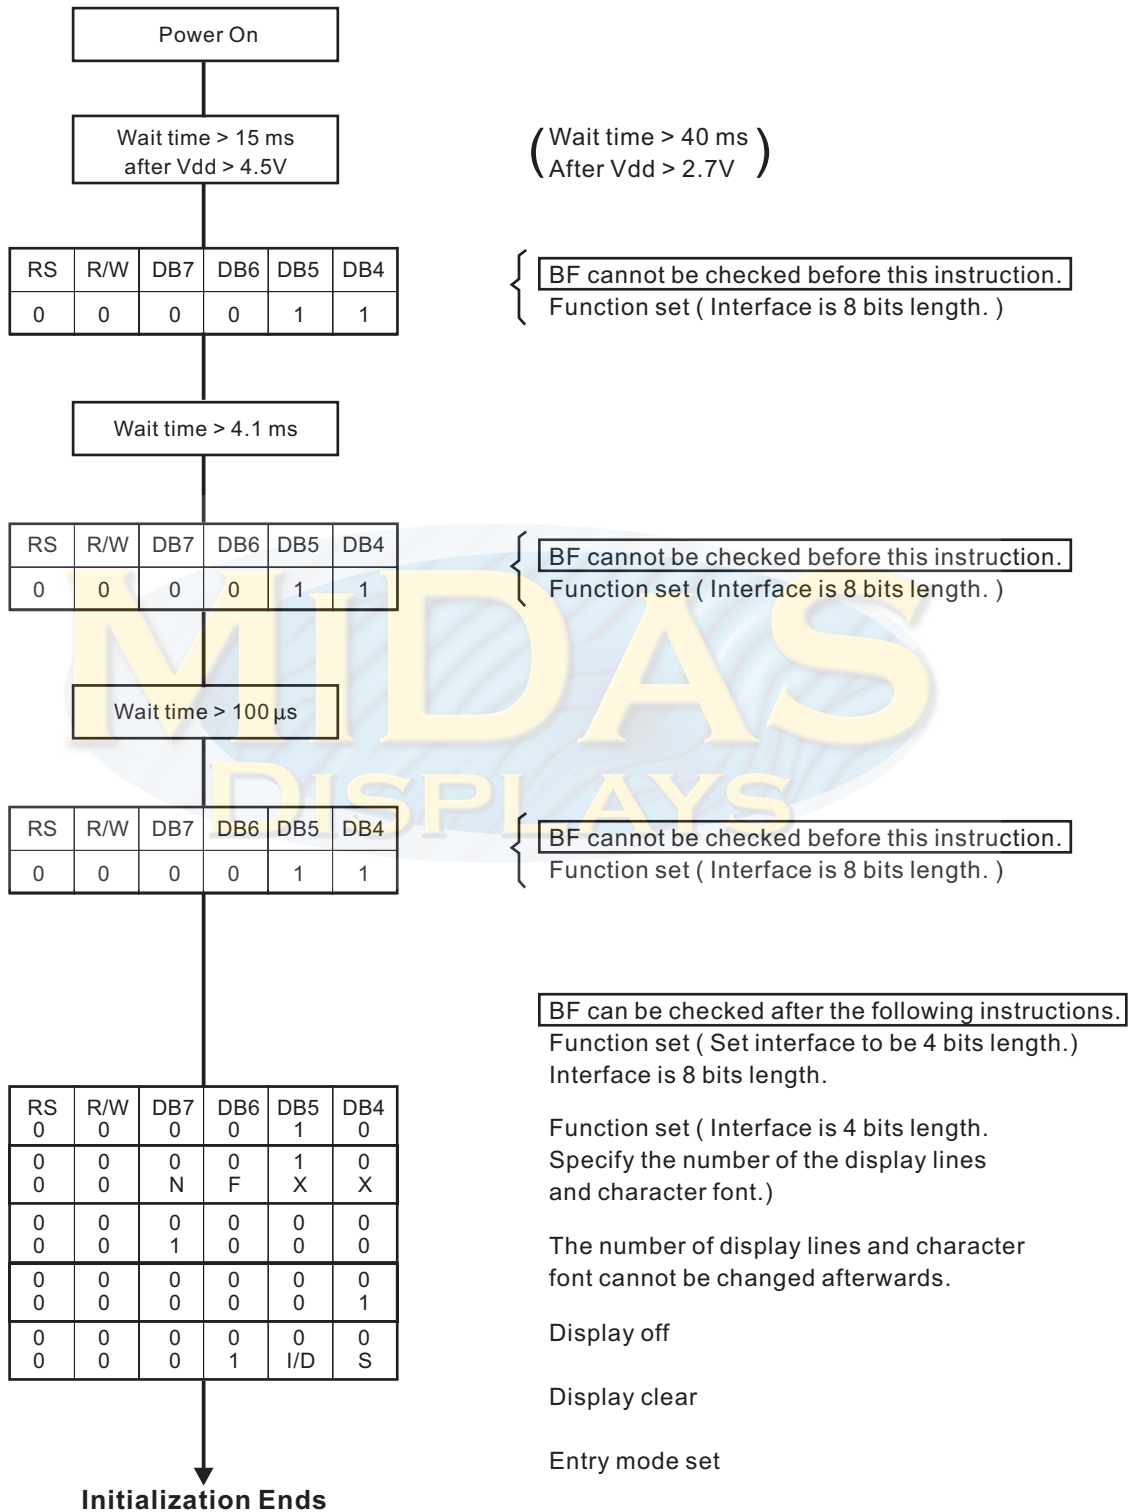 Power On
Wait time > 15 ms
after Vdd > 4.5V
(Wait time > 40 ms
After Vdd > 2.7V)
RS R/W DB7 DB6 DB5 DB4
0 0 0 0 1 1
BF cannot be checked before this instruction.
Function set ( Interface is 8 bits length. )
Wait time > 4.1 ms
RS R/W DB7 DB6 DB5 DB4
0 0 0 0 1 1
BF cannot be checked before this instruction.
Function set ( Interface is 8 bits length. )
MIDAS
Wait time > 100 µs
DISPLAYS
RS R/W DB7 DB6 DB5 DB4
0 0 0 0 1 1
BF cannot be checked before this instruction.
Function set ( Interface is 8 bits length. )
BF can be checked after the following instructions.
Function set ( Set interface to be 4 bits length.)
Interface is 8 bits length.
RS R/W DB7 DB6 DB5 DB4
0 0 0 0 1 0
0 0 0 0 1 0
0 0 N F X X
0 0 0 0 0 0
0 0 1 0 0 0
0 0 0 0 0 0
0 0 0 0 0 1
0 0 0 0 0 0
0 0 0 1 I/D S
Function set ( Interface is 4 bits length.
Specify the number of the display lines
and character font.)
The number of display lines and character
font cannot be changed afterwards.
Display off
Display clear
Entry mode set
Initialization Ends